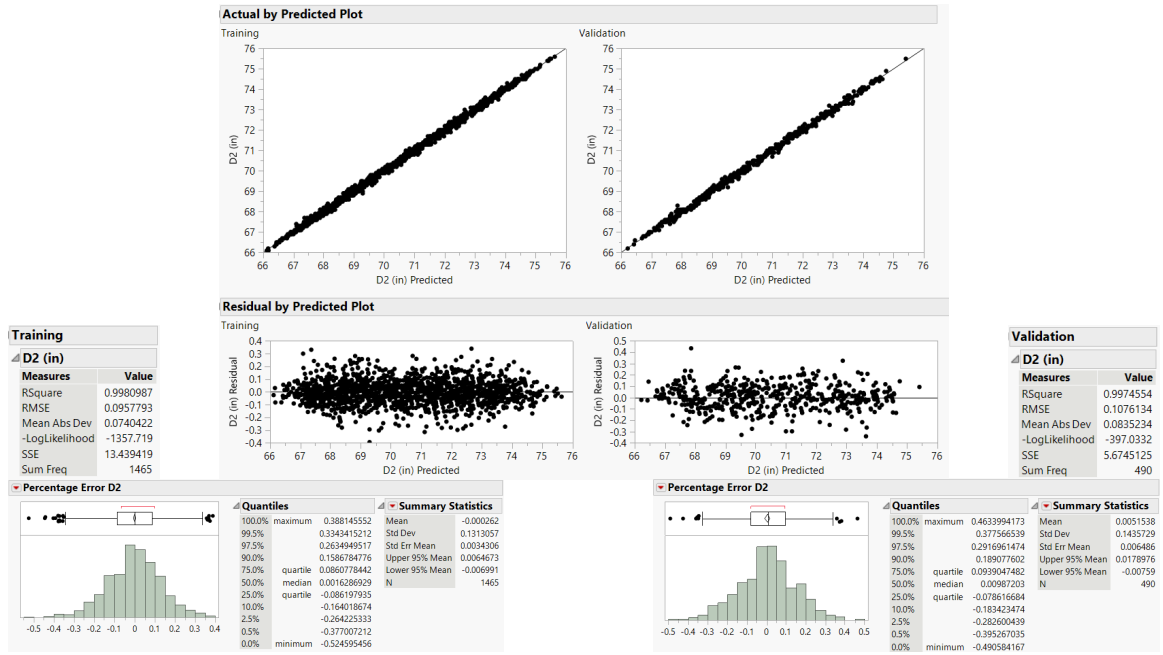 Actual by Predicted Plot
Training
Validation
76
75
74
73
72
71
70
69
68
67
66
D2 (in)
66 67 68 69 70 71 72 73 74 75 76
D2 (in) Predicted
76
75
74
73
72
71
70
69
68
67
66
D2 (in)
66 67 68 69 70 71 72 73 74 75 76
D2 (in) Predicted
Residual by Predicted Plot
Training
Validation
0.4
0.3
0.2
0.1
0.0
-0.1
-0.2
-0.3
-0.4
D2 (in) Residual
66 67 68 69 70 71 72 73 74 75 76
D2 (in) Predicted
0.5
0.4
0.3
0.2
0.1
0.0
-0.1
-0.2
-0.3
-0.4
D2 (in) Residual
66 67 68 69 70 71 72 73 74 75 76
D2 (in) Predicted
Training
D2 (in)
Measures Value
RSquare 0.9980987
RMSE 0.0957793
Mean Abs Dev 0.0740422
-LogLikelihood -1357.719
SSE 13.439419
Sum Freq 1465
Validation
D2 (in)
Measures Value
RSquare 0.9974554
RMSE 0.1076134
Mean Abs Dev 0.0835234
-LogLikelihood -397.0332
SSE 5.6745125
Sum Freq 490
Percentage Error D2
-0.5 -0.4 -0.3 -0.2 -0.1 0 0.1 0.2 0.3 0.4
Quantiles
100.0% maximum 0.388145552
99.5% 0.3343415212
97.5% 0.2634949517
90.0% 0.1586784776
75.0% quartile 0.0860778442
50.0% median 0.0016286929
25.0% quartile -0.086197935
10.0% -0.164018674
2.5% -0.264225333
0.5% -0.377007212
0.0% minimum -0.524595456
Summary Statistics
Mean -0.000262
Std Dev 0.1313057
Std Err Mean 0.0034306
Upper 95% Mean 0.0064673
Lower 95% Mean -0.006991
N 1465
Percentage Error D2
-0.5 -0.4 -0.3 -0.2 -0.1 0 0.1 0.2 0.3 0.4 0.5
Quantiles
100.0% maximum 0.4633994173
99.5% 0.377566539
97.5% 0.2916961474
90.0% 0.189077602
75.0% quartile 0.0939047482
50.0% median 0.00987203
25.0% quartile -0.078616684
10.0% -0.183423474
2.5% -0.282600439
0.5% -0.395267035
0.0% minimum -0.490584167
Summary Statistics
Mean 0.0051538
Std Dev 0.1435729
Std Err Mean 0.006486
Upper 95% Mean 0.0178976
Lower 95% Mean -0.00759
N 490